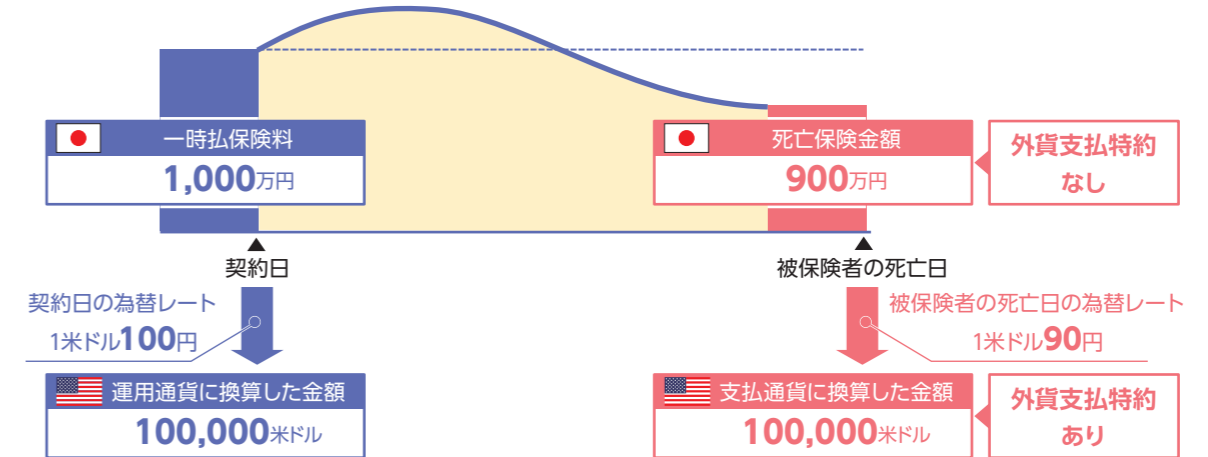 一時払保険料
1,000万円
死亡保険金額
900万円
外貨支払特約
なし
▲
契約日
▲
被保険者の死亡日
契約日の為替レート
1米ドル100円
被保険者の死亡日の為替レート
1米ドル90円
運用通貨に換算した金額
100,000米ドル
支払通貨に換算した金額
100,000米ドル
外貨支払特約
あり